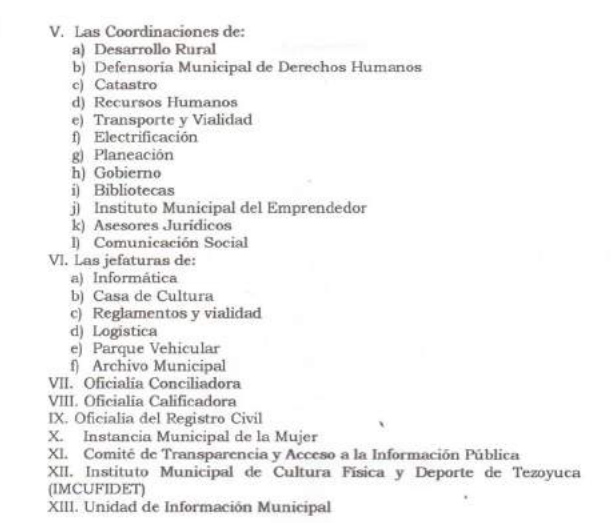 V. Las Coordinaciones de:
a) Desarrollo Rural
b) Defensoría Municipal de Derechos Humanos
c) Catastro
d) Recursos Humanos
e) Transporte y Vialidad
f) Electrificación
g) Planeación
h) Gobierno
i) Bibliotecas
j) Instituto Municipal del Emprendedor
k) Asesores Jurídicos
l) Comunicación Social
VI. Las jefaturas de:
a) Informática
b) Casa de Cultura
c) Reglamentos y vialidad
d) Logística
e) Parque Vehicular
f) Archivo Municipal
VII. Oficialía Conciliadora
VIII. Oficialía Calificadora
IX. Oficialía del Registro Civil
X. Instancia Municipal de la Mujer
XI. Comité de Transparencia y Acceso a la Información Pública
XII. Instituto Municipal de Cultura Física y Deporte de Tezoyuca
(IMCUFIDET)
XIII. Unidad de Información Municipal